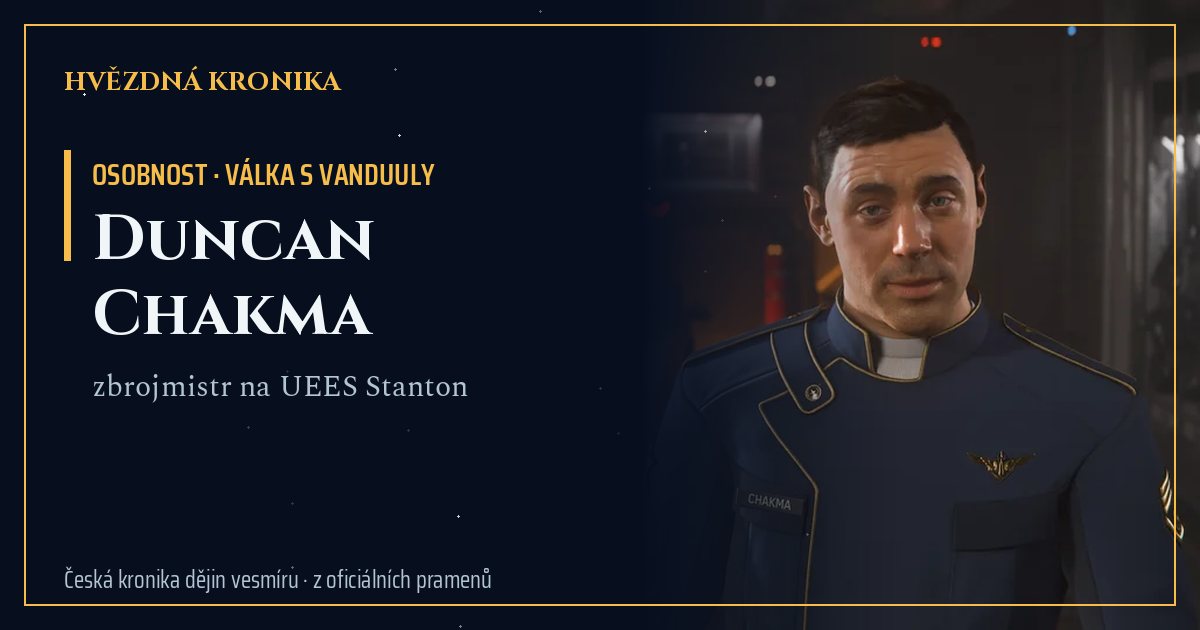 HVĚZDNÁ KRONIKA
OSOBNOST · VÁLKA S VANDUULY
DUNCAN
CHAKMA
zbrojmistr na UEES Stanton
CHAKMA
Česká kronika dějin vesmíru · z oficiálních pramenů